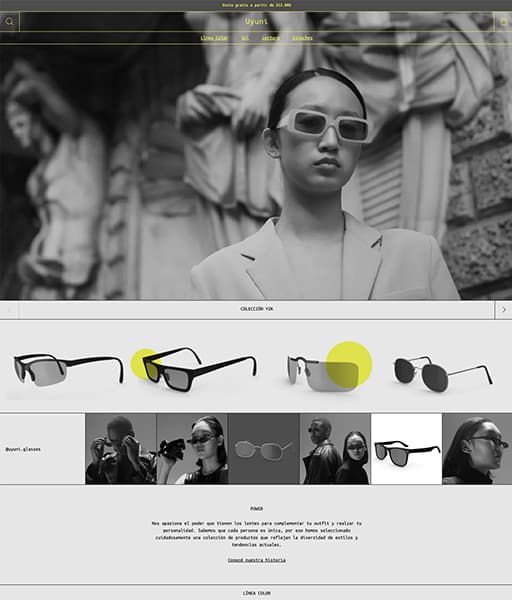 Envío gratis a partir de $12.000
Uyuni
Línea Color Sol Lectura Estuches
COLECCIÓN Y2K
@uyuni.glasses
POWER
Nos apasiona el poder que tienen los lentes para complementar tu outfit y realzar tu
personalidad. Sabemos que cada persona es única, por eso hemos seleccionado
cuidadosamente una colección de productos que reflejan la diversidad de estilos y
tendencias actuales.
Conocé nuestra historia
LÍNEA COLOR